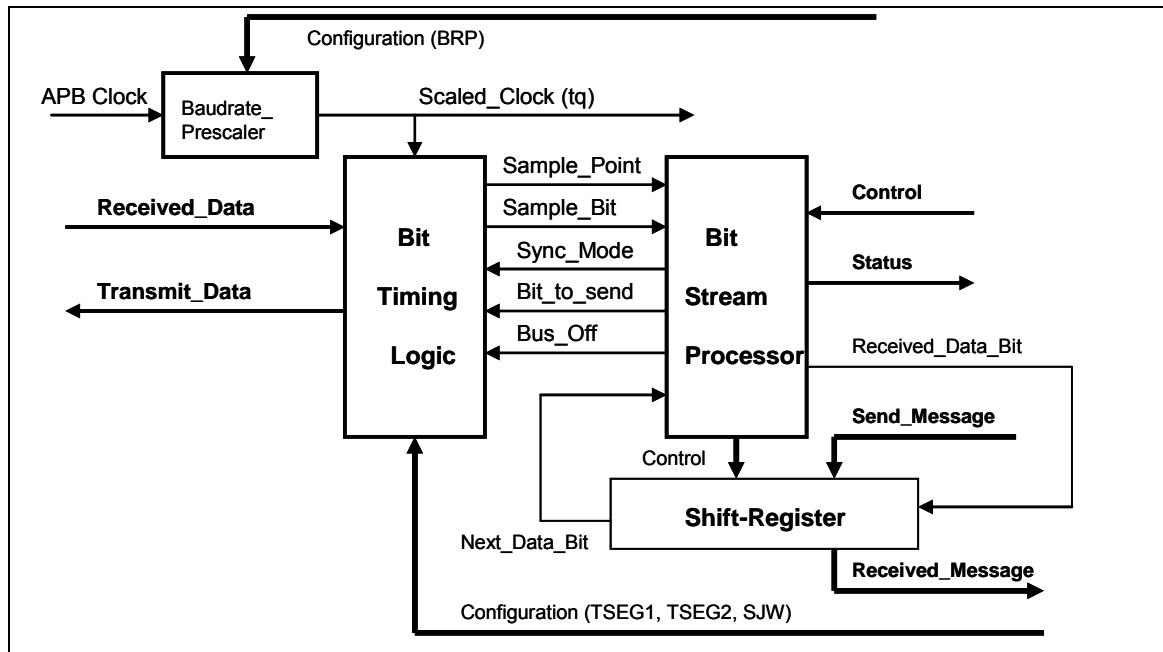 Configuration (BRP)
APB Clock
Baudrate_
Prescaler
Scaled_Clock (tq)
Sample_Point
Received_Data
Sample_Bit
Control
Bit
Bit
Sync_Mode
Status
Transmit_Data
Timing
Bit_to_send
Stream
Bus_Off
Logic
Processor
Received_Data_Bit
Send_Message
Control
Shift-Register
Next_Data_Bit
Received_Message
Configuration (TSEG1, TSEG2, SJW)